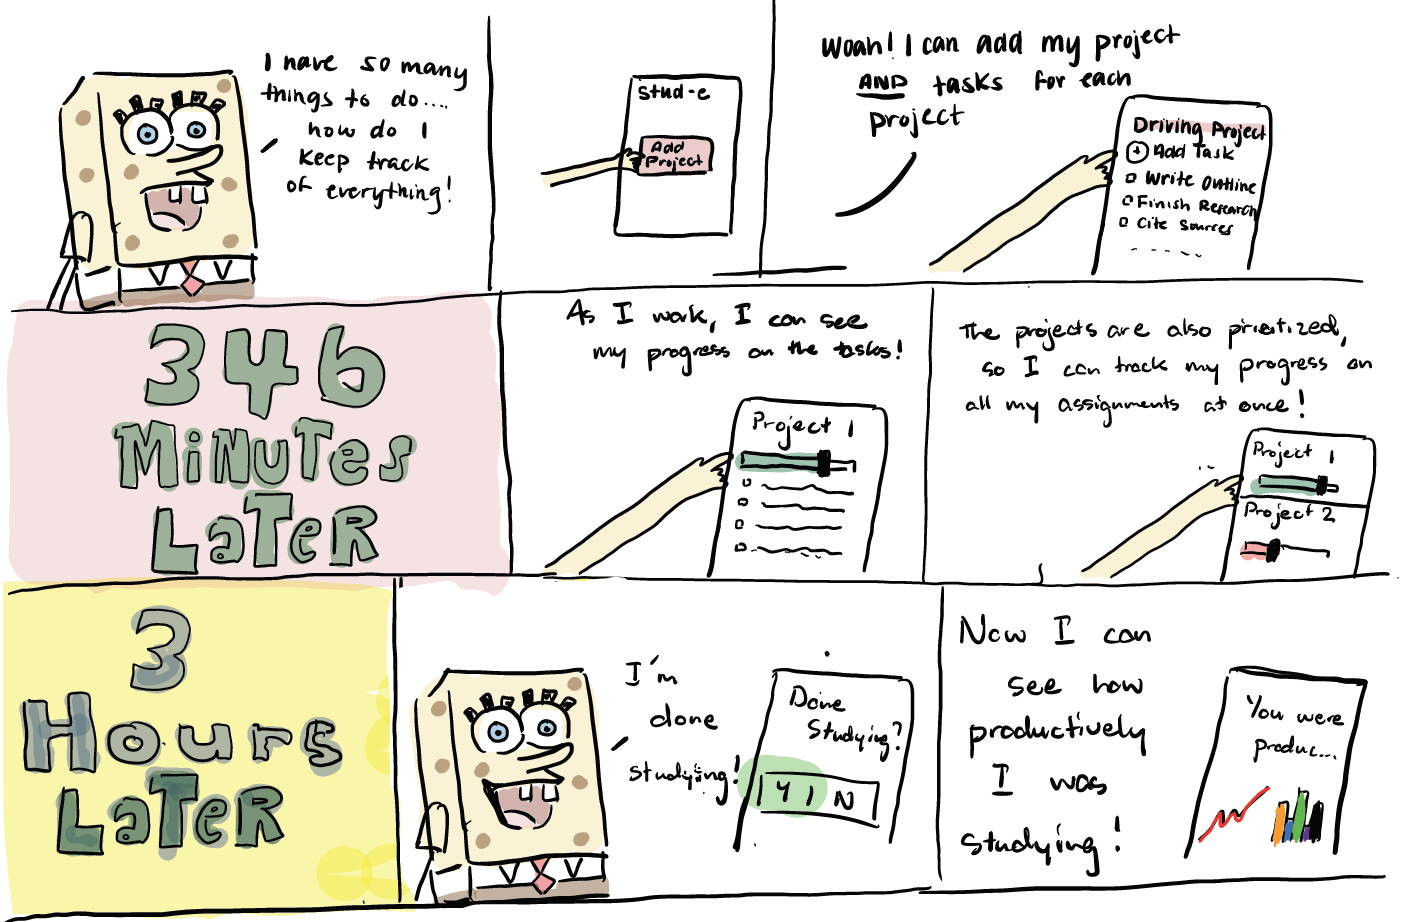 I have so many
things to do....
how do I
keep track
of everything!
Stud-e
Add
Project
Woah! I can add my project
AND tasks for each
project
Driving Project
+ Add Task
Write Outline
Finish Research
Cite Sources
346
Minutes
Later
As I work, I can see
my progress on the tasks!
Project 1
The projects are also prioritized,
so I can track my progress on
all my assignments at once!
Project 1
Project 2
3
Hours
Later
I'm
done
studying!
Done
Studying?
Y | N
Now I can
see how
productively
I was
studying!
You were
produc...